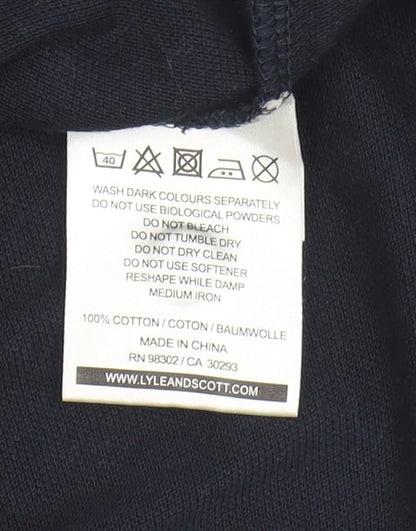 40
WASH DARK COLOURS SEPARATELY
DO NOT USE BIOLOGICAL POWDERS
DO NOT BLEACH
DO NOT TUMBLE DRY
DO NOT DRY CLEAN
DO NOT USE SOFTENER
RESHAPE WHILE DAMP
MEDIUM IRON
100% COTTON / COTON / BAUMWOLLE
MADE IN CHINA
RN 98302 / CA 30293
WWW.LYLEANDSCOTT.COM